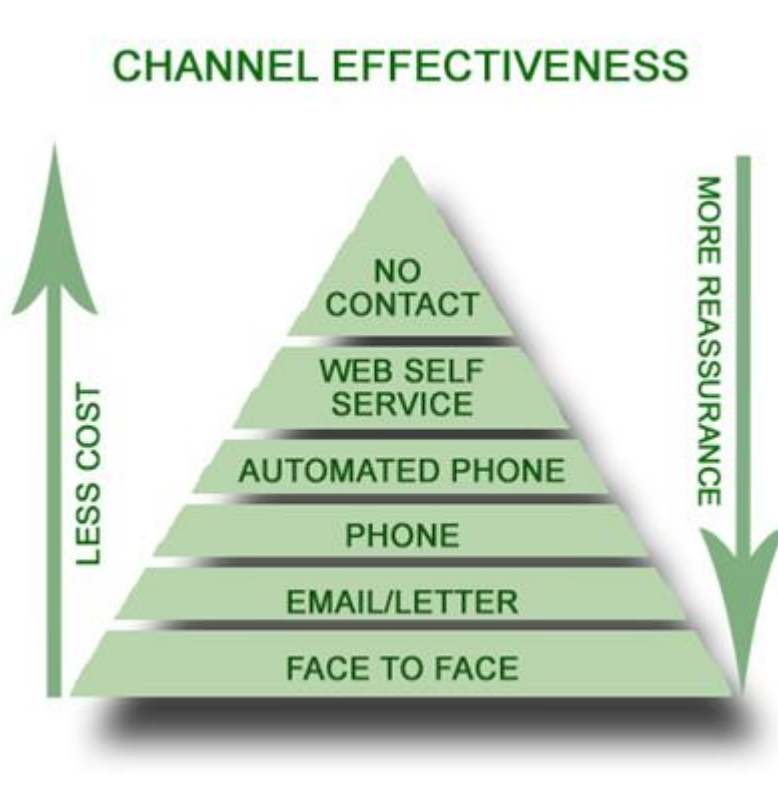 CHANNEL EFFECTIVENESS
NO
CONTACT
WEB SELF
SERVICE
AUTOMATED PHONE
PHONE
EMAIL/LETTER
FACE TO FACE
LESS COST
MORE REASSURANCE